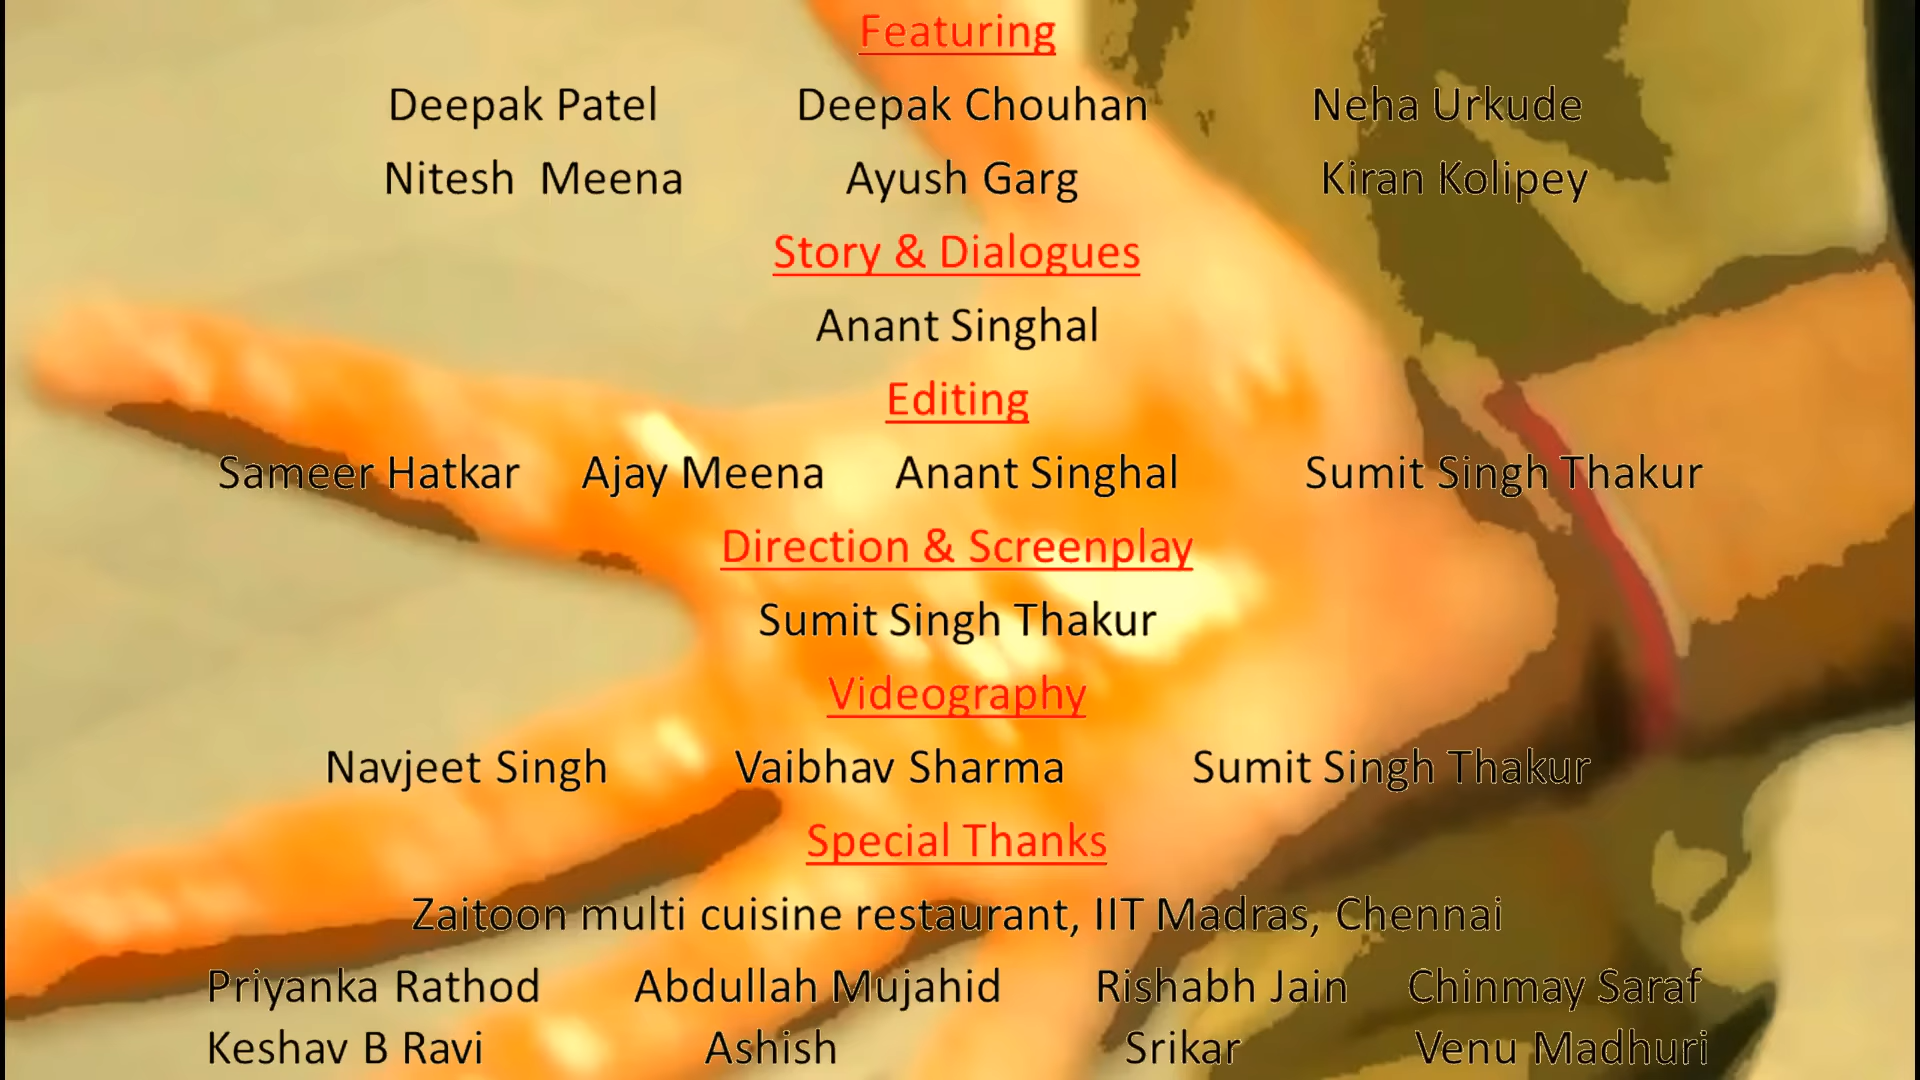 Featuring
Deepak Patel Deepak Chouhan Neha Urkude
Nitesh Meena Ayush Garg Kiran Kolipey
Story & Dialogues
Anant Singhal
Editing
Sameer Hatkar Ajay Meena Anant Singhal Sumit Singh Thakur
Direction & Screenplay
Sumit Singh Thakur
Videography
Navjeet Singh Vaibhav Sharma Sumit Singh Thakur
Special Thanks
Zaitoon multi cuisine restaurant, IIT Madras, Chennai
Priyanka Rathod Abdullah Mujahid Rishabh Jain Chinmay Saraf
Keshav B Ravi Ashish Srikar Venu Madhuri